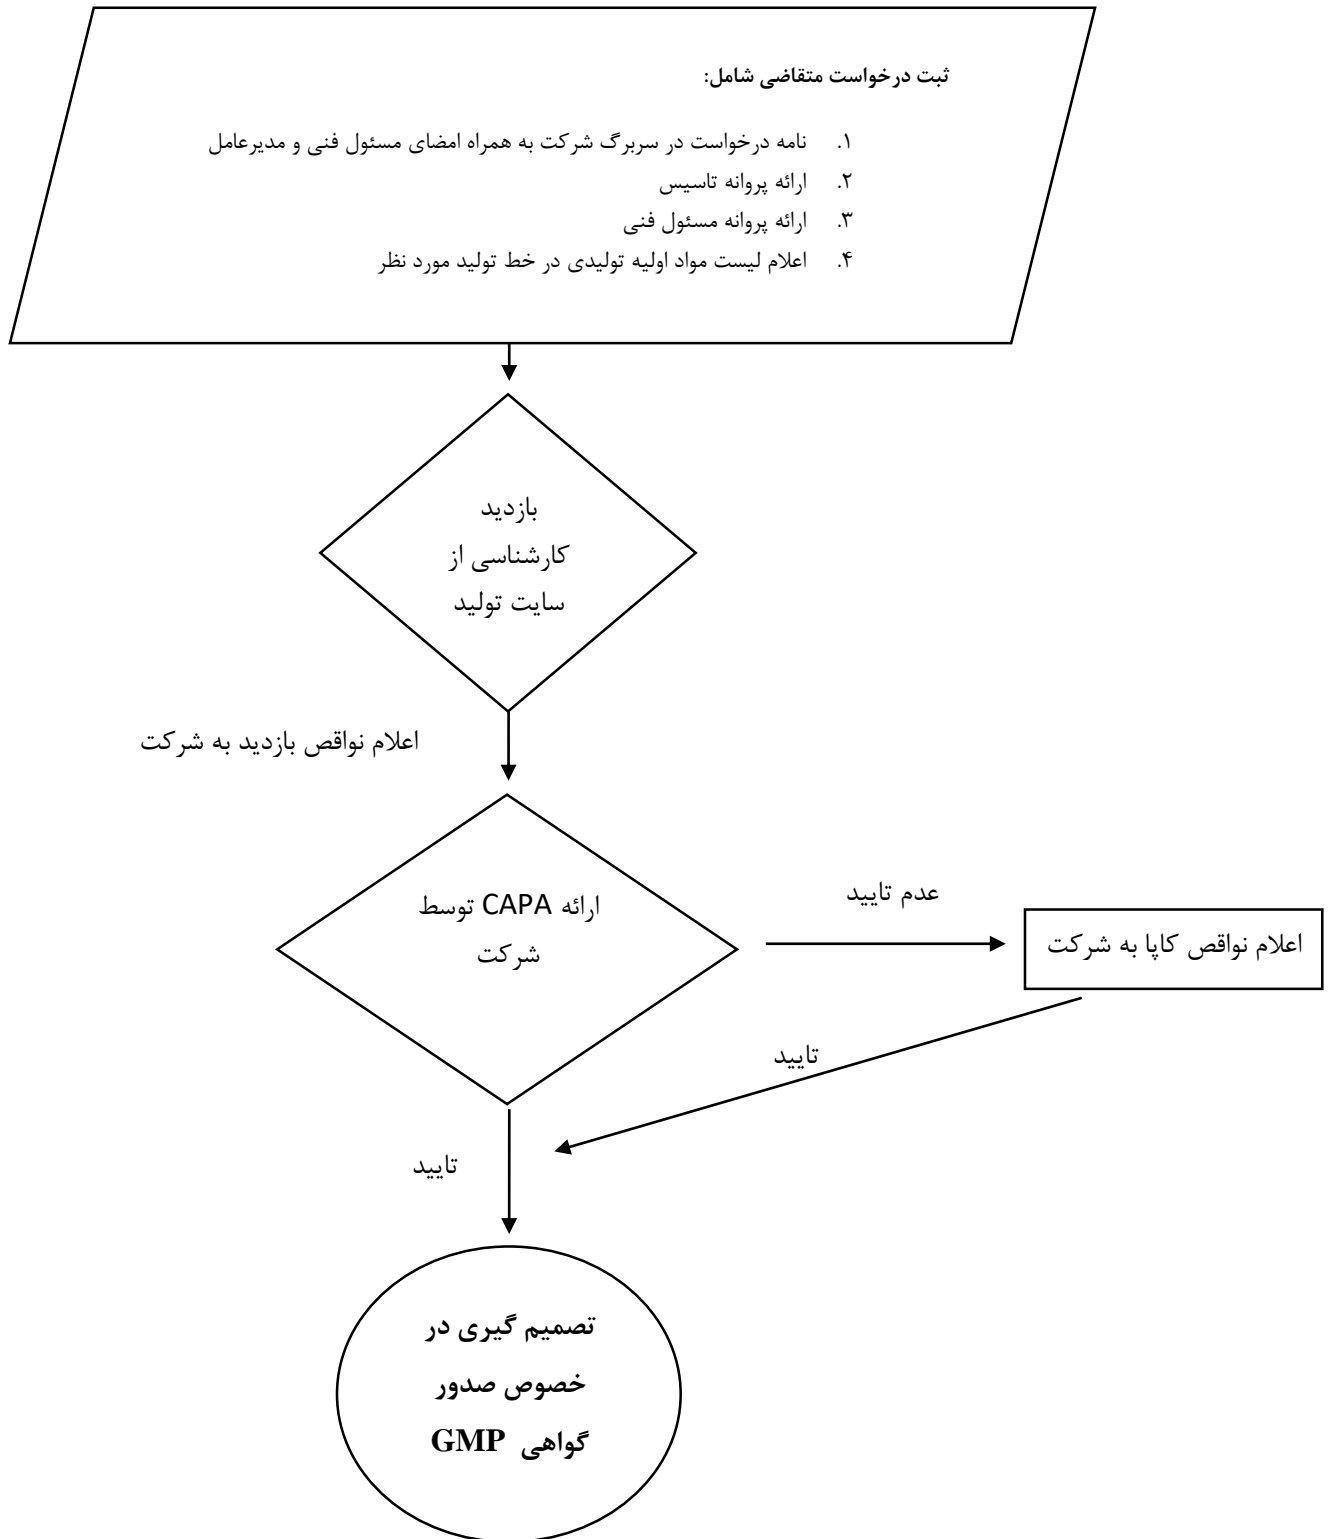 ثبت درخواست متقاضی شامل:
۱. نامه درخواست در سربرگ شرکت به همراه امضای مسئول فنی و مدیرعامل
۲. ارائه پروانه تاسیس
۳. ارائه پروانه مسئول فنی
۴. اعلام لیست مواد اولیه تولیدی در خط تولید مورد نظر
بازدید
کارشناسی از
سایت تولید
اعلام نواقص بازدید به شرکت
ارائه CAPA توسط
شرکت
عدم تایید
اعلام نواقص کاپا به شرکت
تایید
تایید
تصمیم گیری در
خصوص صدور
گواهی GMP